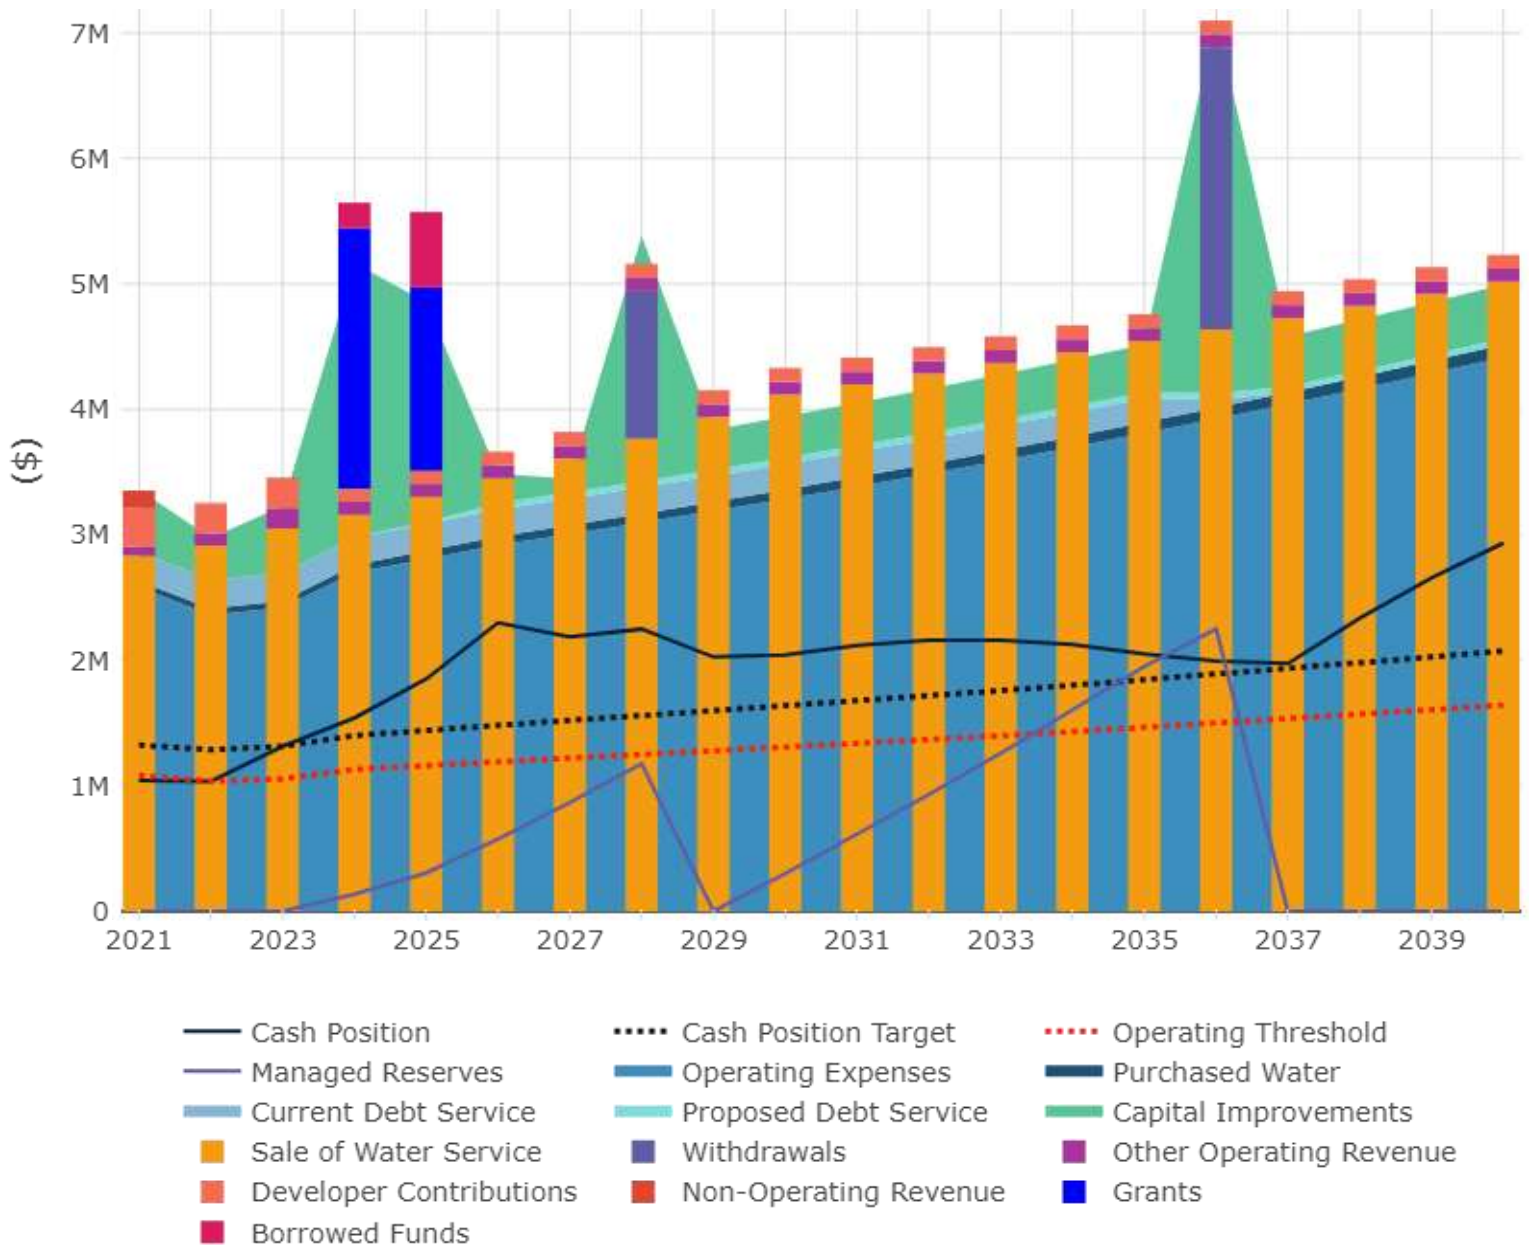 7M
6M
5M
4M
3M
2M
1M
0
($)
2021 2023 2025 2027 2029 2031 2033 2035 2037 2039
Cash Position Cash Position Target Operating Threshold
Managed Reserves Operating Expenses Purchased Water
Current Debt Service Proposed Debt Service Capital Improvements
Sale of Water Service Withdrawals Other Operating Revenue
Developer Contributions Non-Operating Revenue Grants
Borrowed Funds